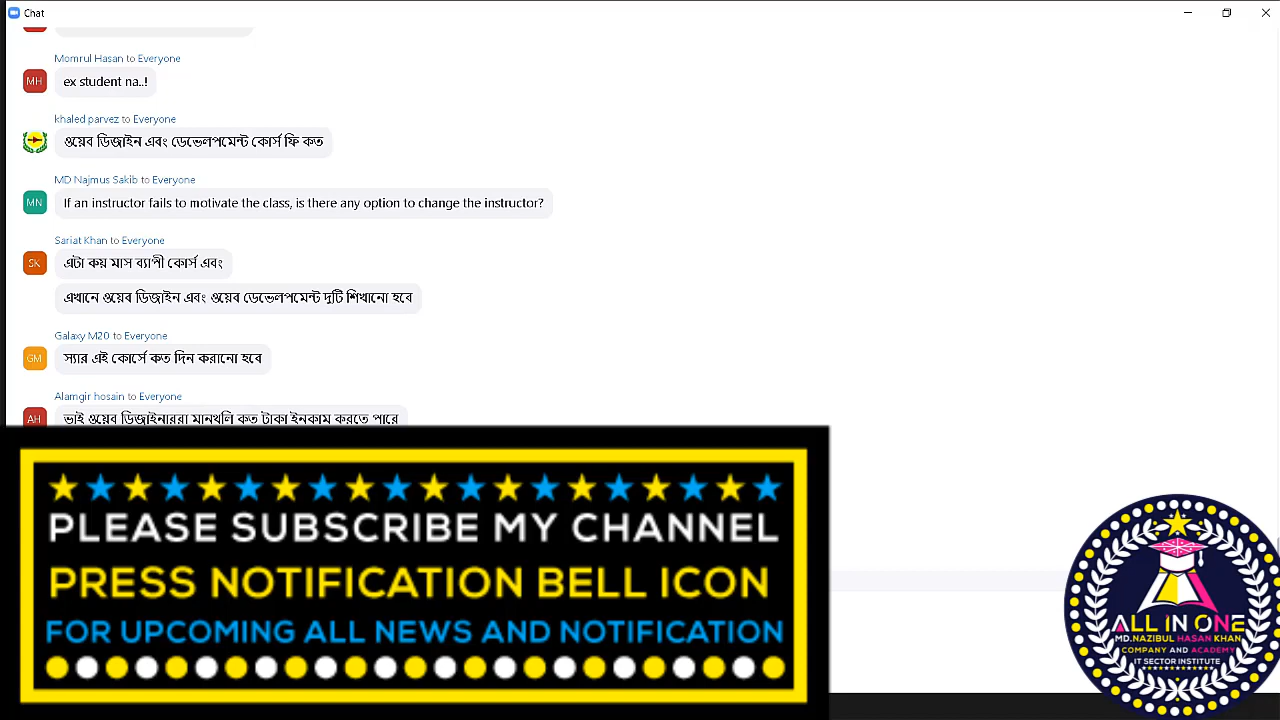 Chat
Momrul Hasan to Everyone
MH
ex student na..!
khaled parvez to Everyone
ওয়েব ডিজাইন এবং ডেভেলপমেন্ট কোর্স ফি কত
MD Najmus Sakib to Everyone
MN
If an instructor fails to motivate the class, is there any option to change the instructor?
Sariat Khan to Everyone
SK
এটা কয় মাস ব্যাপী কোর্স এবং
এখানে ওয়েব ডিজাইন এবং ওয়েব ডেভেলপমেন্ট দুটি শিখানো হবে
Galaxy M20 to Everyone
GM
স্যার এই কোর্সে কত দিন করানো হবে
Alamgir hosain to Everyone
AH
ভাই ওয়েব ডিজাইনাররা মানথলি কত টাকা ইনকাম করতে পারে
PLEASE SUBSCRIBE MY CHANNEL
PRESS NOTIFICATION BELL ICON
FOR UPCOMING ALL NEWS AND NOTIFICATION
ALL IN ONE
MD.NAZIBUL HASAN KHAN
COMPANY AND ACADEMY
IT SECTOR INSTITUTE